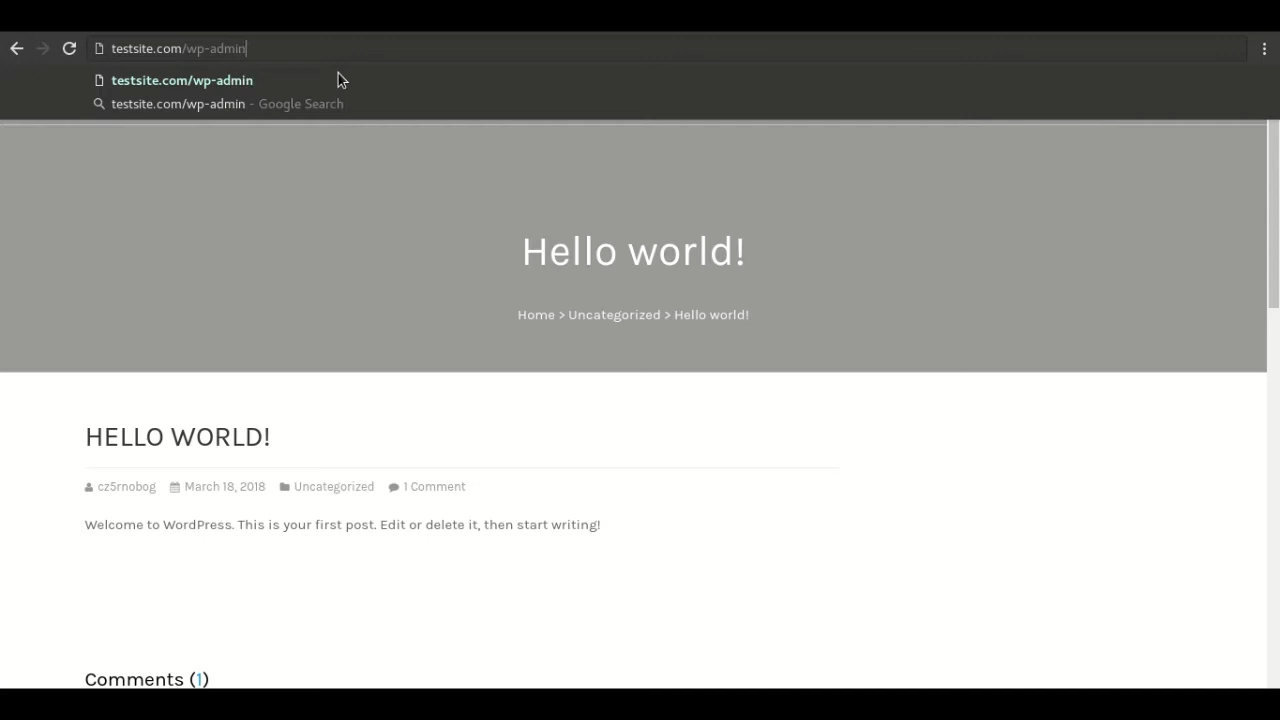 testsite.com/wp-admin
testsite.com/wp-admin
testsite.com/wp-admin - Google Search
Hello world!
Home > Uncategorized > Hello world!
HELLO WORLD!
cz5rnobog March 18, 2018 Uncategorized 1 Comment
Welcome to WordPress. This is your first post. Edit or delete it, then start writing!
Comments (1)